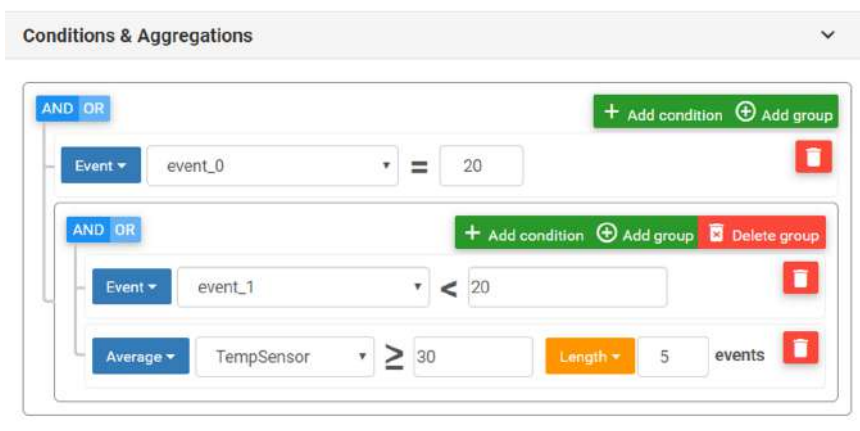 Conditions & Aggregations
AND OR + Add condition Add group
Event event_0 = 20
AND OR + Add condition Add group Delete group
Event event_1 < 20
Average TempSensor ≥ 30 Length 5 events